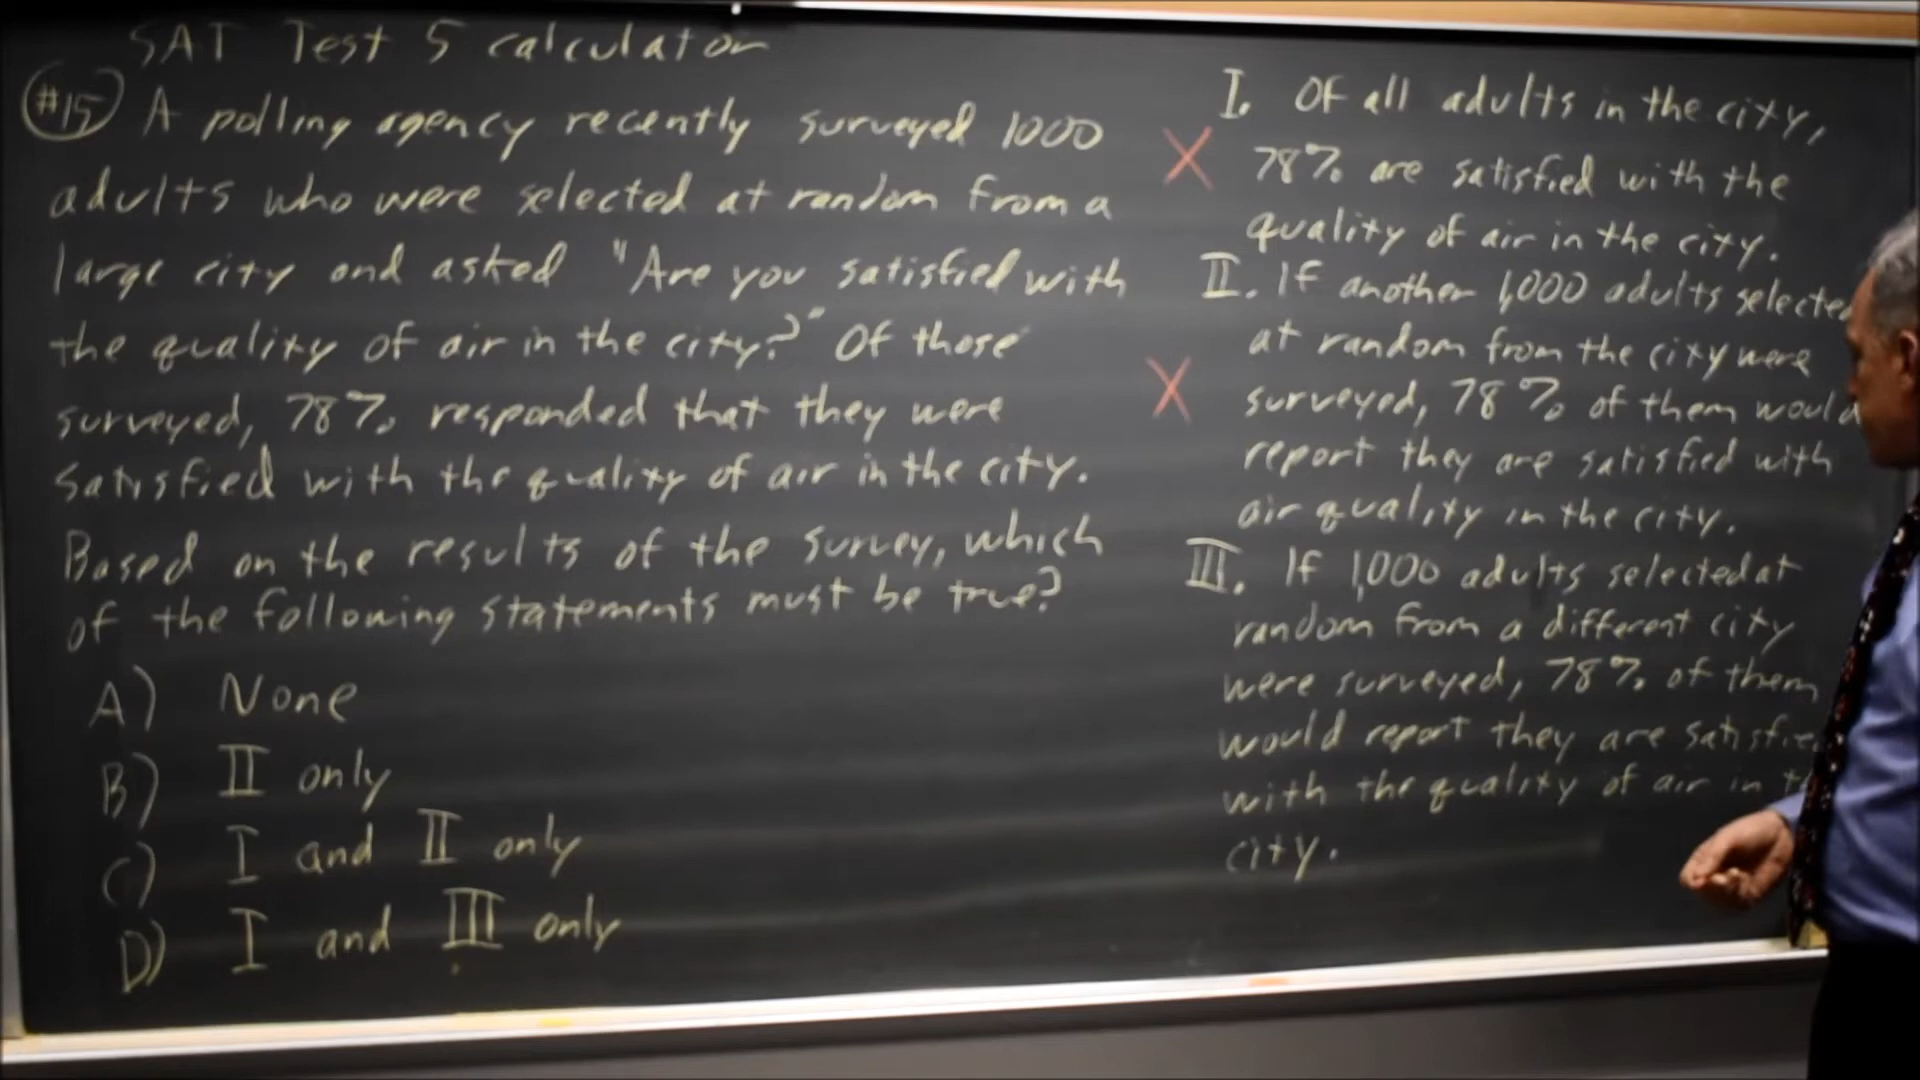 SAT Test 5 calculator
#15 A polling agency recently surveyed 1000
adults who were selected at random from a
large city and asked "Are you satisfied with
the quality of air in the city?" Of those
surveyed, 78% responded that they were
satisfied with the quality of air in the city.
Based on the results of the survey, which
of the following statements must be true?
A) None
B) II only
C) I and II only
D) I and III only
I. Of all adults in the city,
78% are satisfied with the
quality of air in the city.
II. If another 1,000 adults selected
at random from the city were
surveyed, 78% of them would
report they are satisfied with
air quality in the city.
III. If 1,000 adults selected at
random from a different city
were surveyed, 78% of them
would report they are satisfie
with the quality of air in t
city.